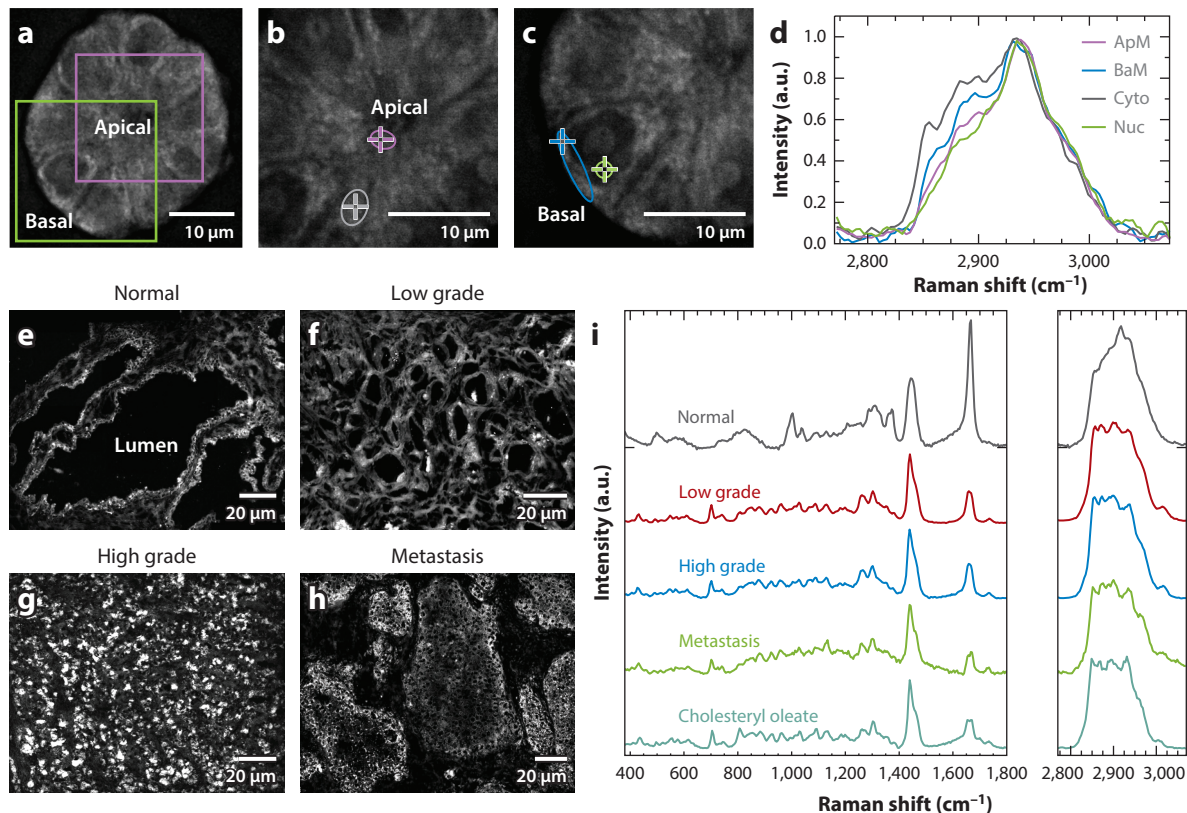 a
Apical
Basal
10 μm
b
Apical
10 μm
c
Basal
10 μm
d
Intensity (a.u.)
1.0
0.8
0.6
0.4
0.2
0.0
ApM
BaM
Cyto
Nuc
2,800
2,900
3,000
Raman shift (cm⁻¹)
Normal
e
Lumen
20 μm
Low grade
f
20 μm
High grade
g
20 μm
Metastasis
h
20 μm
i
Intensity (a.u.)
Normal
Low grade
High grade
Metastasis
Cholesteryl oleate
400 600 800 1,000 1,200 1,400 1,600 1,800
2,800 2,900 3,000
Raman shift (cm⁻¹)